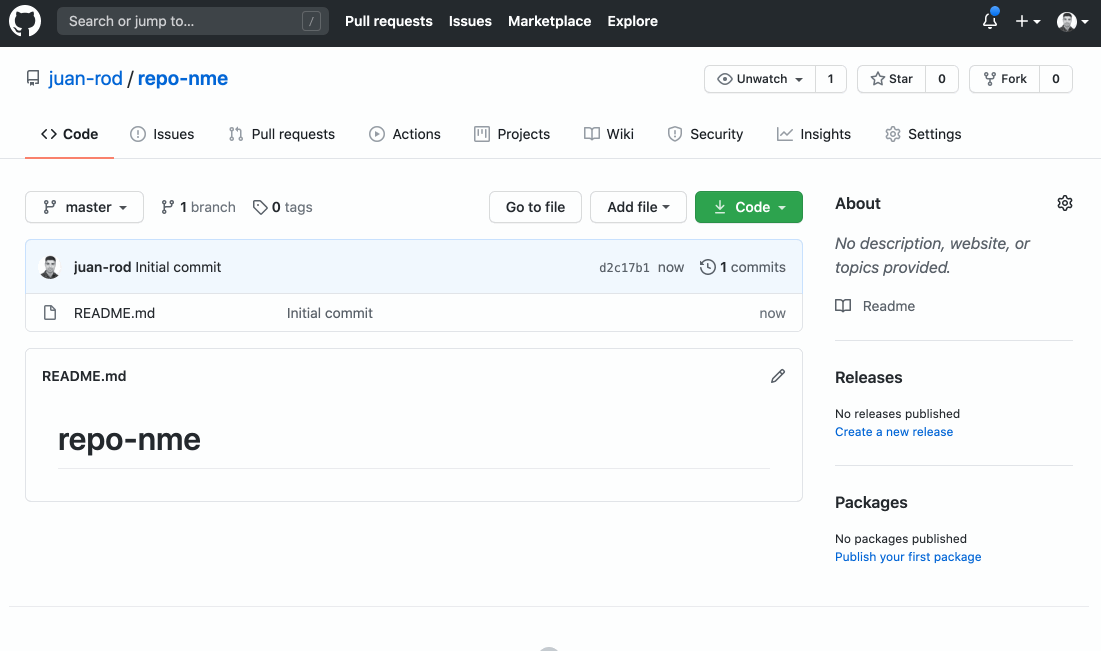 Search or jump to… / Pull requests Issues Marketplace Explore
juan-rod / repo-nme Unwatch 1 Star 0 Fork 0
Code Issues Pull requests Actions Projects Wiki Security Insights Settings
master 1 branch 0 tags Go to file Add file Code
juan-rod Initial commit d2c17b1 now 1 commits
README.md Initial commit now
README.md
repo-nme
About
No description, website, or
topics provided.
Readme
Releases
No releases published
Create a new release
Packages
No packages published
Publish your first package